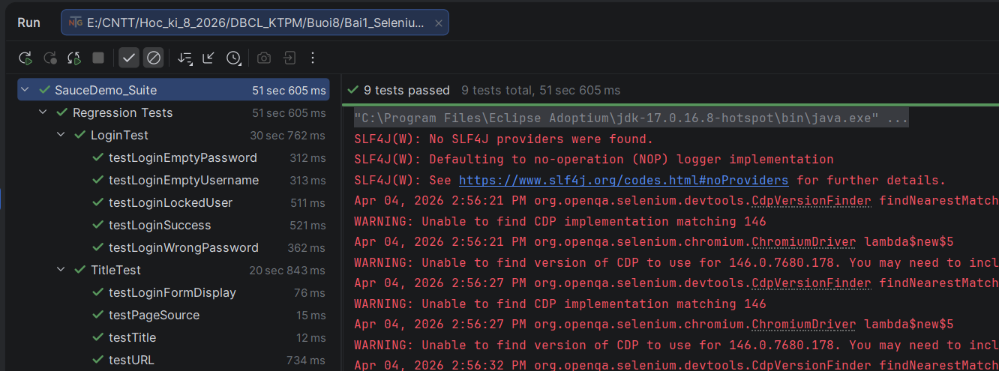 Run
E:/CNTT/Hoc_ki_8_2026/DBCL_KTPM/Buoi8/Bai1_Seleniu...
SauceDemo_Suite 51 sec 605 ms
Regression Tests 51 sec 605 ms
LoginTest 30 sec 762 ms
testLoginEmptyPassword 312 ms
testLoginEmptyUsername 313 ms
testLoginLockedUser 511 ms
testLoginSuccess 521 ms
testLoginWrongPassword 362 ms
TitleTest 20 sec 843 ms
testLoginFormDisplay 76 ms
testPageSource 15 ms
testTitle 12 ms
testURL 734 ms
9 tests passed 9 tests total, 51 sec 605 ms
"C:\Program Files\Eclipse Adoptium\jdk-17.0.16.8-hotspot\bin\java.exe" ...
SLF4J(W): No SLF4J providers were found.
SLF4J(W): Defaulting to no-operation (NOP) logger implementation
SLF4J(W): See https://www.slf4j.org/codes.html#noProviders for further details.
Apr 04, 2026 2:56:21 PM org.openqa.selenium.devtools.CdpVersionFinder findNearestMatch
WARNING: Unable to find CDP implementation matching 146
Apr 04, 2026 2:56:21 PM org.openqa.selenium.chromium.ChromiumDriver lambda$new$5
WARNING: Unable to find version of CDP to use for 146.0.7680.178. You may need to incl
Apr 04, 2026 2:56:27 PM org.openqa.selenium.devtools.CdpVersionFinder findNearestMatch
WARNING: Unable to find CDP implementation matching 146
Apr 04, 2026 2:56:27 PM org.openqa.selenium.chromium.ChromiumDriver lambda$new$5
WARNING: Unable to find version of CDP to use for 146.0.7680.178. You may need to incl
Apr 04, 2026 2:56:32 PM org.openqa.selenium.devtools.CdpVersionFinder findNearestMatch